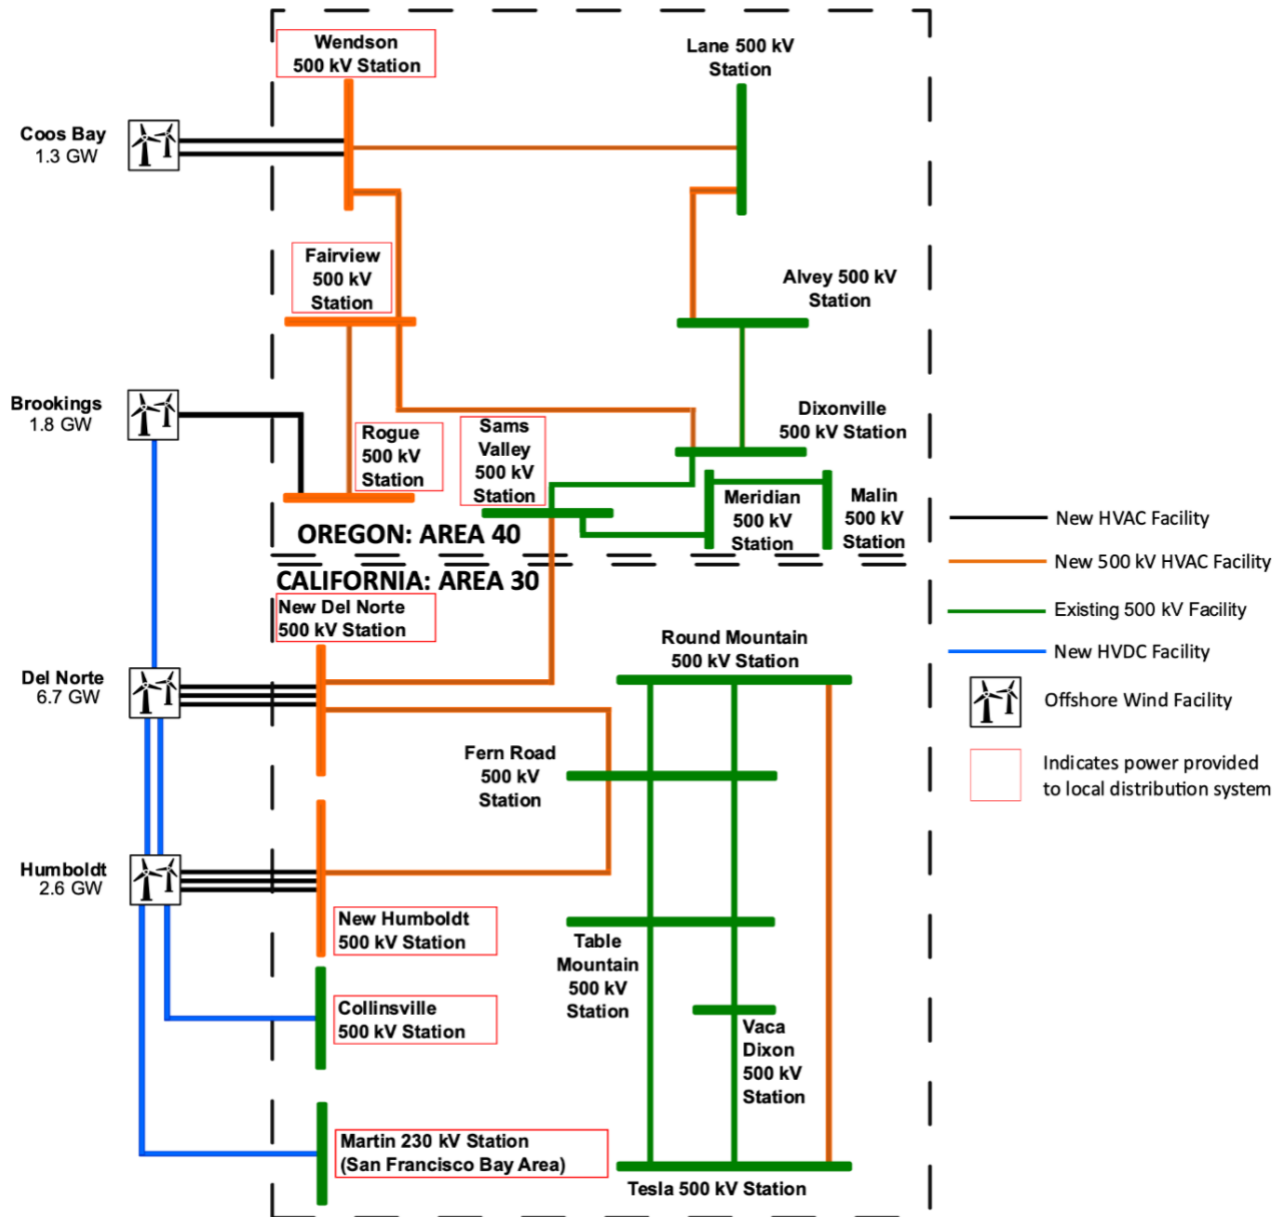 Wendson
500 kV Station
Lane 500 kV
Station
Coos Bay
1.3 GW
Fairview
500 kV
Station
Alvey 500 kV
Station
Brookings
1.8 GW
Rogue
500 kV
Station
Sams
Valley
500 kV
Station
Dixonville
500 kV Station
Meridian
500 kV
Station
Malin
500 kV
Station
OREGON: AREA 40
CALIFORNIA: AREA 30
New Del Norte
500 kV Station
Round Mountain
500 kV Station
Del Norte
6.7 GW
Fern Road
500 kV
Station
Humboldt
2.6 GW
New Humboldt
500 kV Station
Table
Mountain
500 kV
Station
Collinsville
500 kV Station
Vaca
Dixon
500 kV
Station
Martin 230 kV Station
(San Francisco Bay Area)
Tesla 500 kV Station
New HVAC Facility
New 500 kV HVAC Facility
Existing 500 kV Facility
New HVDC Facility
Offshore Wind Facility
Indicates power provided
to local distribution system